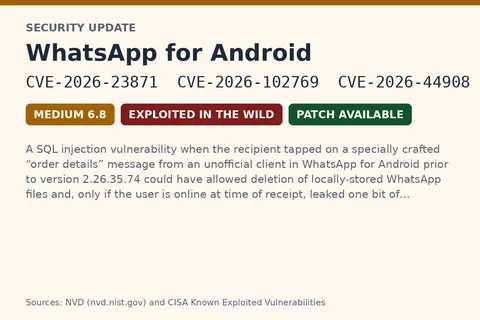 SECURITY UPDATE
WhatsApp for Android
CVE-2026-23871 CVE-2026-102769 CVE-2026-44908
MEDIUM 6.8 EXPLOITED IN THE WILD PATCH AVAILABLE
A SQL injection vulnerability when the recipient tapped on a specially crafted
“order details” message from an unofficial client in WhatsApp for Android prior
to version 2.26.35.74 could have allowed deletion of locally-stored WhatsApp
files and, only if the user is online at time of receipt, leaked one bit of…
Sources: NVD (nvd.nist.gov) and CISA Known Exploited Vulnerabilities